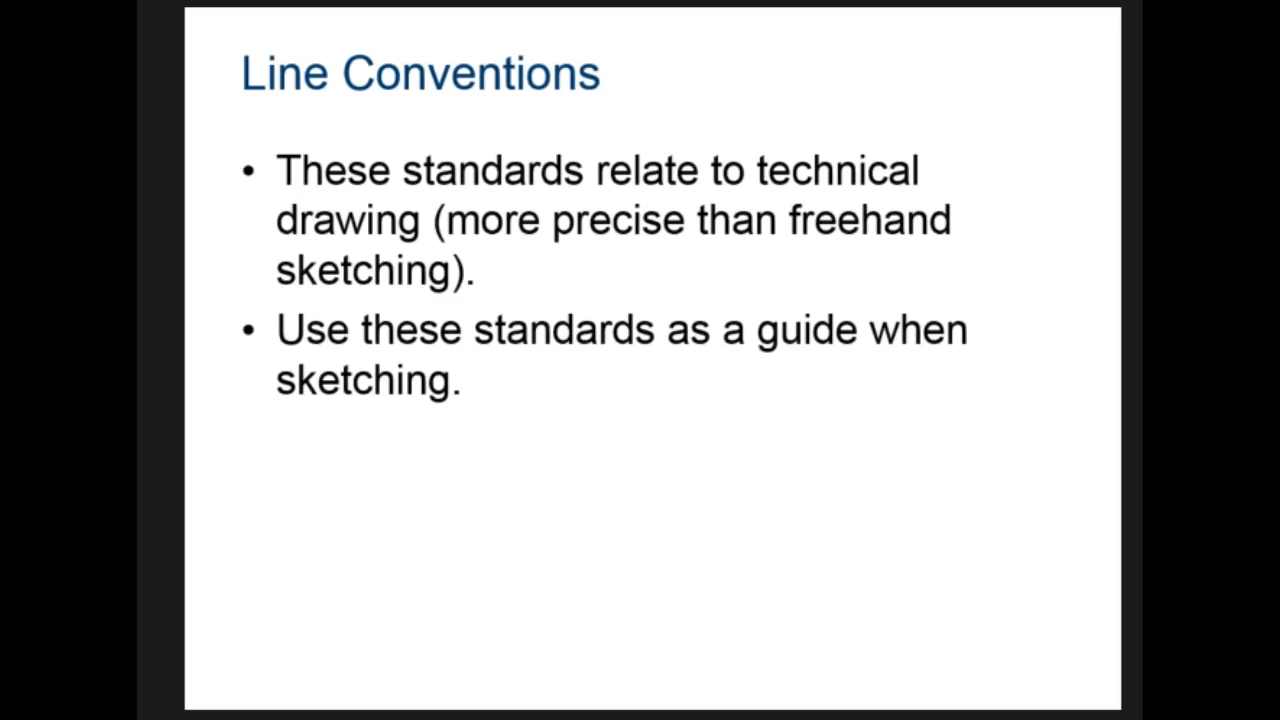 Line Conventions
• These standards relate to technical
drawing (more precise than freehand
sketching).
• Use these standards as a guide when
sketching.